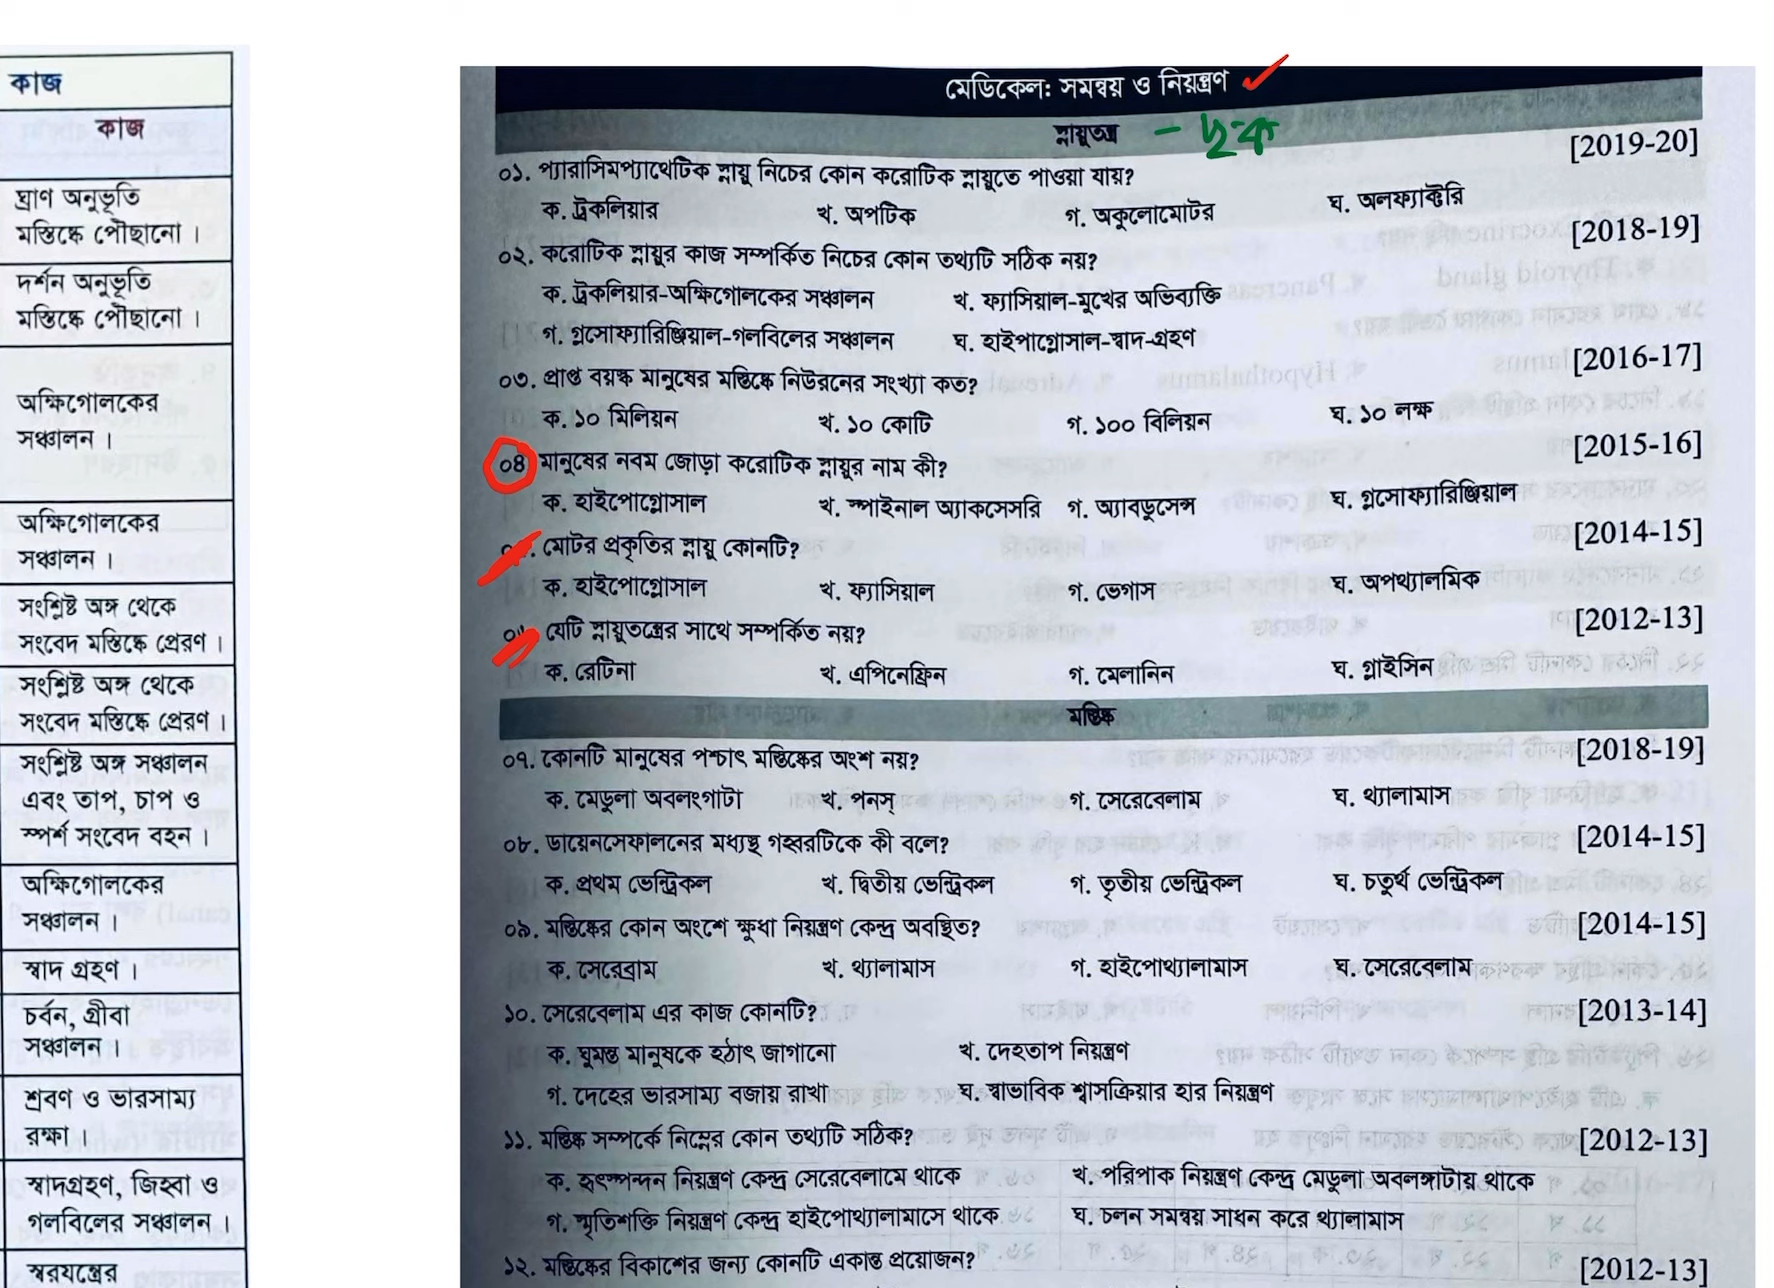 কাজ
কাজ
ঘ্রাণ অনুভূতি
মস্তিষ্কে পৌছানো ।
দর্শন অনুভূতি
মস্তিষ্কে পৌছানো ।
অক্ষিগোলকের
সঞ্চালন ।
অক্ষিগোলকের
সঞ্চালন ।
সংশ্লিষ্ট অঙ্গ থেকে
সংবেদ মস্তিষ্কে প্রেরণ ।
সংশ্লিষ্ট অঙ্গ থেকে
সংবেদ মস্তিষ্কে প্রেরণ ।
সংশ্লিষ্ট অঙ্গ সঞ্চালন
এবং তাপ, চাপ ও
স্পর্শ সংবেদ বহন ।
অক্ষিগোলকের
সঞ্চালন ।
স্বাদ গ্রহণ ।
চর্বন, গ্রীবা
সঞ্চালন ।
শ্রবণ ও ভারসাম্য
রক্ষা ।
স্বাদগ্রহণ, জিহ্বা ও
গলবিলের সঞ্চালন ।
স্বরযন্ত্রের
মেডিকেল: সমন্বয় ও নিয়ন্ত্রণ
স্নায়ুতন্ত্র - ছক
০১. প্যারাসিমপ্যাথেটিক স্নায়ু নিচের কোন করোটিক স্নায়ুতে পাওয়া যায়? [2019-20]
ক. ট্রকলিয়ার খ. অপটিক গ. অকুলোমোটর ঘ. অলফ্যাক্টরি
০২. করোটিক স্নায়ুর কাজ সম্পর্কিত নিচের কোন তথ্যটি সঠিক নয়? [2018-19]
ক. ট্রকলিয়ার-অক্ষিগোলকের সঞ্চালন খ. ফ্যাসিয়াল-মুখের অভিব্যক্তি
গ. গ্লসোফ্যারিঞ্জিয়াল-গলবিলের সঞ্চালন ঘ. হাইপাগ্লোসাল-স্বাদ-গ্রহণ
০৩. প্রাপ্ত বয়স্ক মানুষের মস্তিষ্কে নিউরনের সংখ্যা কত? [2016-17]
ক. ১০ মিলিয়ন খ. ১০ কোটি গ. ১০০ বিলিয়ন ঘ. ১০ লক্ষ
০৪ মানুষের নবম জোড়া করোটিক স্নায়ুর নাম কী? [2015-16]
ক. হাইপোগ্লোসাল খ. স্পাইনাল অ্যাকসেসরি গ. অ্যাবডুসেন্স ঘ. গ্লসোফ্যারিঞ্জিয়াল
মোটর প্রকৃতির স্নায়ু কোনটি? [2014-15]
ক. হাইপোগ্লোসাল খ. ফ্যাসিয়াল গ. ভেগাস ঘ. অপথ্যালমিক
যেটি স্নায়ুতন্ত্রের সাথে সম্পর্কিত নয়? [2012-13]
ক. রেটিনা খ. এপিনেফ্রিন গ. মেলানিন ঘ. গ্লাইসিন
মস্তিষ্ক
০৭. কোনটি মানুষের পশ্চাৎ মস্তিষ্কের অংশ নয়? [2018-19]
ক. মেডুলা অবলংগাটা খ. পনস্ গ. সেরেবেলাম ঘ. থ্যালামাস
০৮. ডায়েনসেফালনের মধ্যস্থ গহ্বরটিকে কী বলে? [2014-15]
ক. প্রথম ভেন্ট্রিকল খ. দ্বিতীয় ভেন্ট্রিকল গ. তৃতীয় ভেন্ট্রিকল ঘ. চতুর্থ ভেন্ট্রিকল
০৯. মস্তিষ্কের কোন অংশে ক্ষুধা নিয়ন্ত্রণ কেন্দ্র অবস্থিত? [2014-15]
ক. সেরেব্রাম খ. থ্যালামাস গ. হাইপোথ্যালামাস ঘ. সেরেবেলাম
১০. সেরেবেলাম এর কাজ কোনটি? [2013-14]
ক. ঘুমন্ত মানুষকে হঠাৎ জাগানো খ. দেহতাপ নিয়ন্ত্রণ
গ. দেহের ভারসাম্য বজায় রাখা ঘ. স্বাভাবিক শ্বাসক্রিয়ার হার নিয়ন্ত্রণ
১১. মস্তিষ্ক সম্পর্কে নিম্নের কোন তথ্যটি সঠিক? [2012-13]
ক. হৃৎস্পন্দন নিয়ন্ত্রণ কেন্দ্র সেরেবেলামে থাকে খ. পরিপাক নিয়ন্ত্রণ কেন্দ্র মেডুলা অবলঙ্গাটায় থাকে
গ. স্মৃতিশক্তি নিয়ন্ত্রণ কেন্দ্র হাইপোথ্যালামাসে থাকে ঘ. চলন সমন্বয় সাধন করে থ্যালামাস
১২. মস্তিষ্কের বিকাশের জন্য কোনটি একান্ত প্রয়োজন? [2012-13]